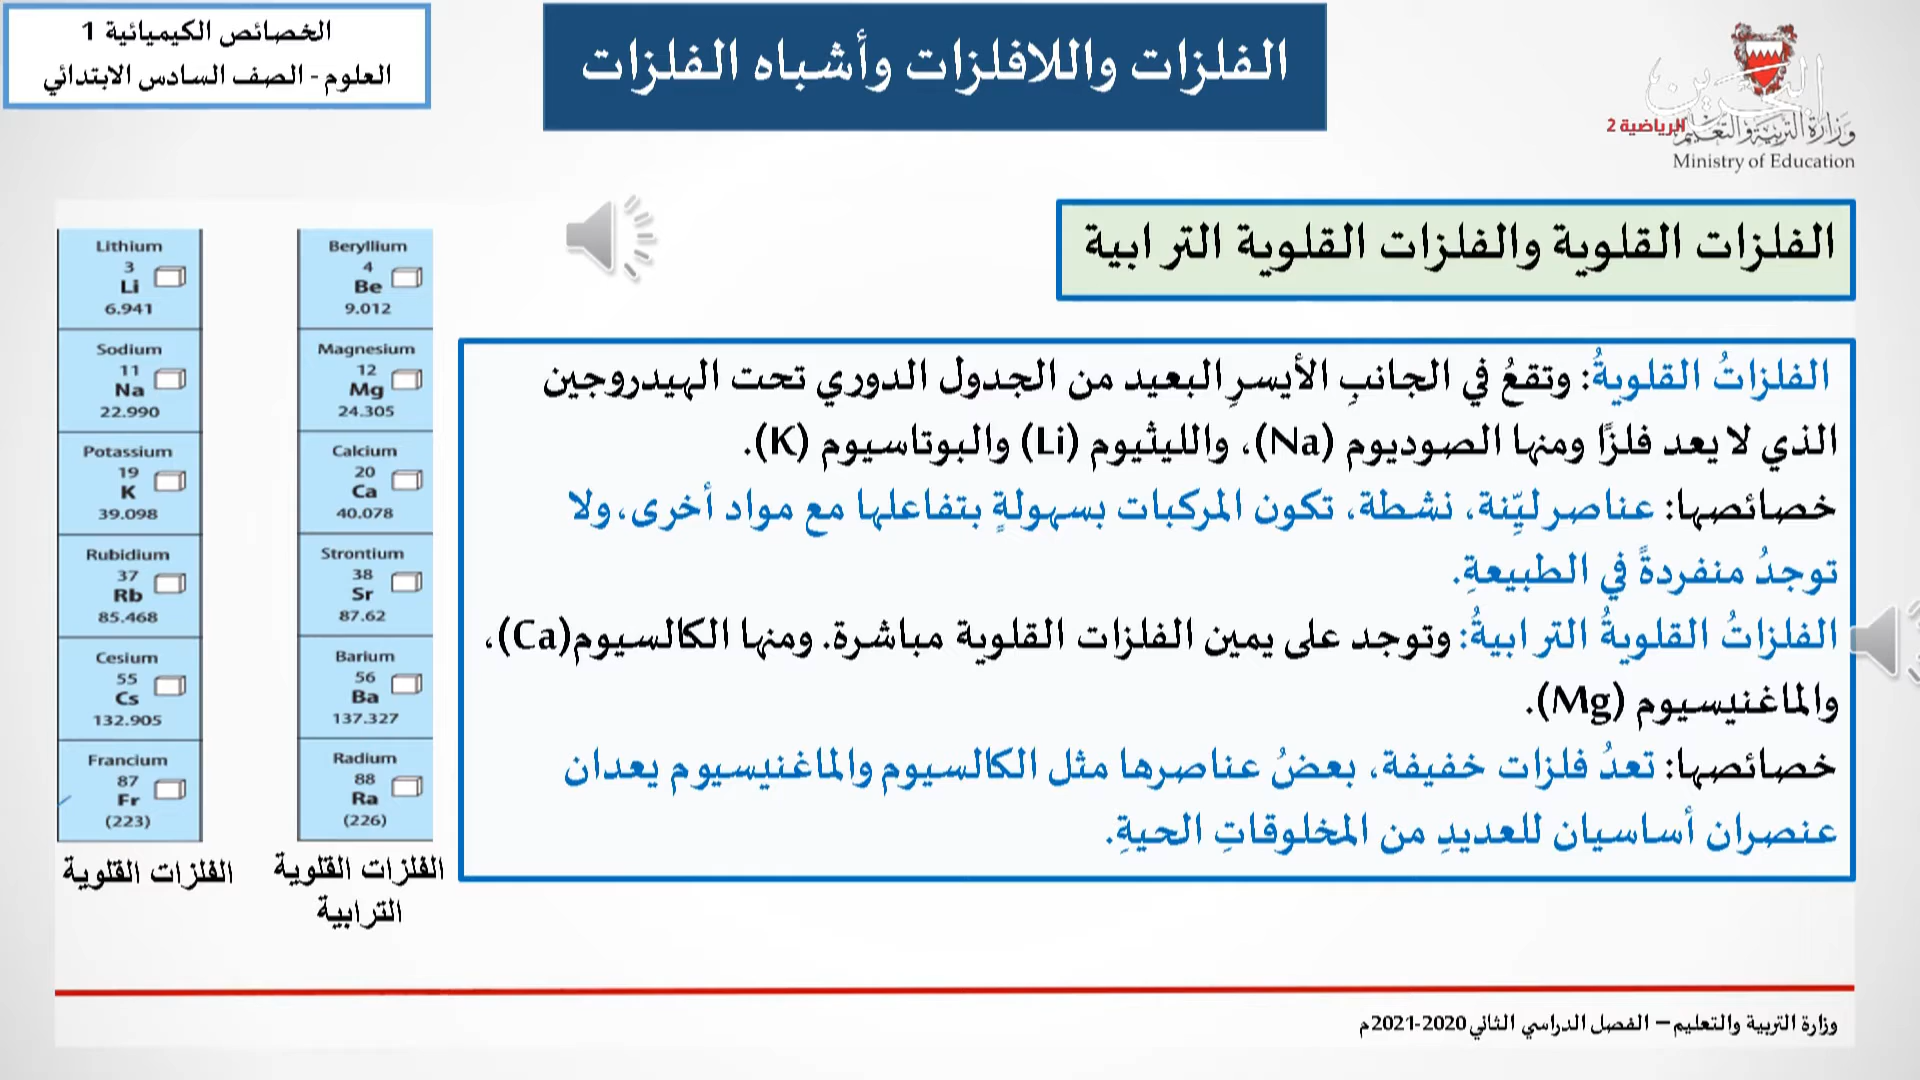 الخصائص الكيميائية 1
العلوم - الصف السادس الابتدائي
الفلزات واللافلزات وأشباه الفلزات
البحرين
الرياضية 2
وزارة التربية والتعليم
Ministry of Education
الفلزات القلوية والفلزات القلوية الترابية
الفلزاتُ القلويةُ: وتقعُ في الجانبِ الأيسرِ البعيد من الجدول الدوري تحت الهيدروجين
الذي لا يعد فلزًا ومنها الصوديوم (Na)، والليثيوم (Li) والبوتاسيوم (K).
خصائصها: عناصر ليّنة، نشطة، تكون المركبات بسهولةٍ بتفاعلها مع مواد أخرى، ولا
توجدُ منفردةً في الطبيعةِ.
الفلزاتُ القلويةُ الترابيةُ: وتوجد على يمين الفلزات القلوية مباشرة. ومنها الكالسيوم(Ca)،
والماغنيسيوم (Mg).
خصائصها: تعدُ فلزات خفيفة، بعضُ عناصرها مثل الكالسيوم والماغنيسيوم يعدان
عنصران أساسيان للعديدِ من المخلوقاتِ الحيةِ.
Lithium
3
Li
6.941
Sodium
11
Na
22.990
Potassium
19
K
39.098
Rubidium
37
Rb
85.468
Cesium
55
Cs
132.905
Francium
87
Fr
(223)
الفلزات القلوية
Beryllium
4
Be
9.012
Magnesium
12
Mg
24.305
Calcium
20
Ca
40.078
Strontium
38
Sr
87.62
Barium
56
Ba
137.327
Radium
88
Ra
(226)
الفلزات القلوية
الترابية
وزارة التربية والتعليم – الفصل الدراسي الثاني 2020-2021م